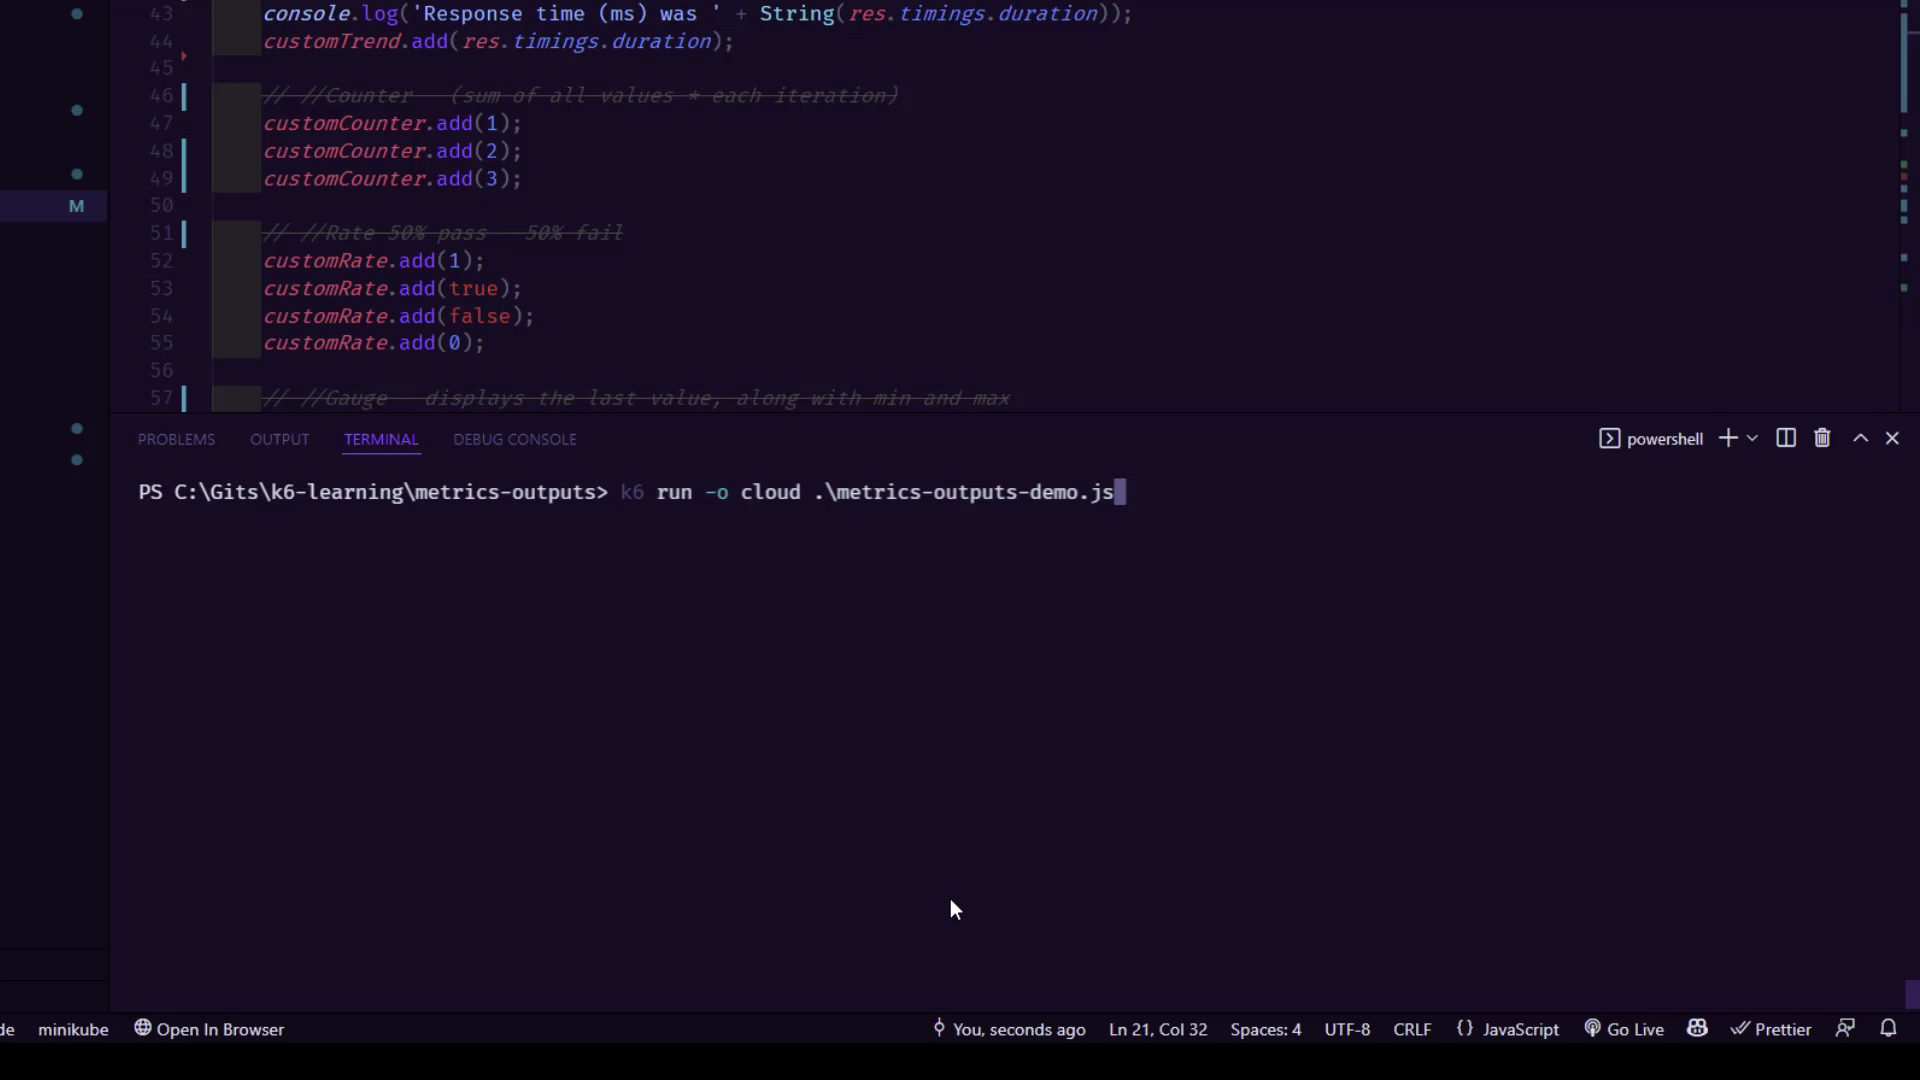 43 console.log('Response time (ms) was ' + String(res.timings.duration));
44 customTrend.add(res.timings.duration);
45
46 // //Counter (sum of all values * each iteration)
47 customCounter.add(1);
48 customCounter.add(2);
49 customCounter.add(3);
50
51 // //Rate 50% pass 50% fail
52 customRate.add(1);
53 customRate.add(true);
54 customRate.add(false);
55 customRate.add(0);
56
57 // //Gauge displays the last value, along with min and max
M
PROBLEMS OUTPUT TERMINAL DEBUG CONSOLE powershell
PS C:\Gits\k6-learning\metrics-outputs> k6 run -o cloud .\metrics-outputs-demo.js
de minikube Open In Browser You, seconds ago Ln 21, Col 32 Spaces: 4 UTF-8 CRLF {} JavaScript Go Live Prettier